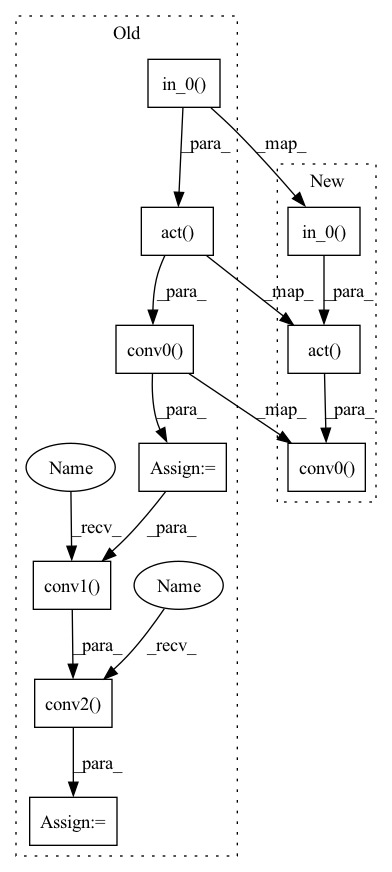 Old
in_0()
_para_
_map_
New
act()
in_0()
_para_
_map_
_para_
conv0()
act()
_para_
_map_
_para_
Name
Assign:=
conv0()
_recv_
_para_
conv1()
Name
_para_
_recv_
conv2()
_para_
Assign:=